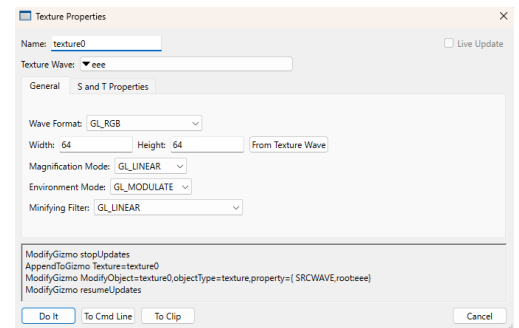 Texture Properties
Name: texture0
Live Update
Texture Wave: eee
General S and T Properties
Wave Format: GL_RGB
Width: 64 Height: 64 From Texture Wave
Magnification Mode: GL_LINEAR
Environment Mode: GL_MODULATE
Minifying Filter: GL_LINEAR
ModifyGizmo stopUpdates
AppendToGizmo Texture=texture0
ModifyGizmo ModifyObject=texture0,objectType=texture,property={ SRCWAVE,root:eee}
ModifyGizmo resumeUpdates
Do It To Cmd Line To Clip Cancel